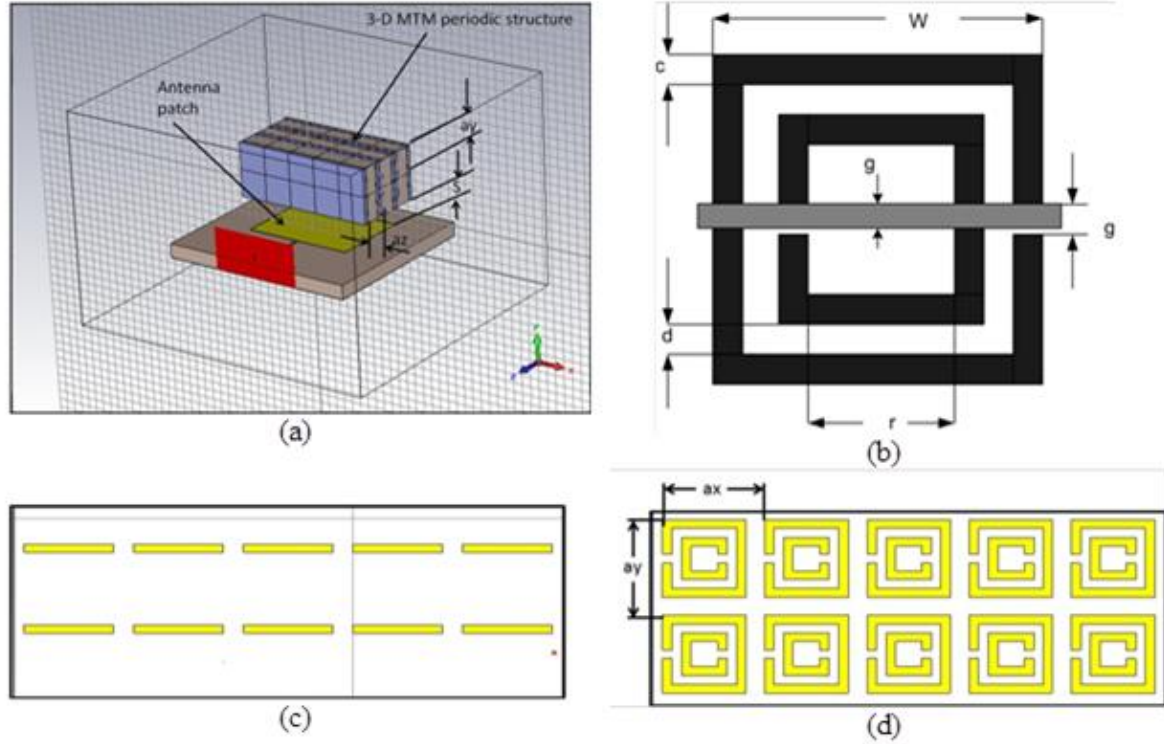 3-D MTM periodic structure
Antenna
patch
ay
S
az
(a)
W
c
g
g
d
r
(b)
(c)
ax
ay
(d)